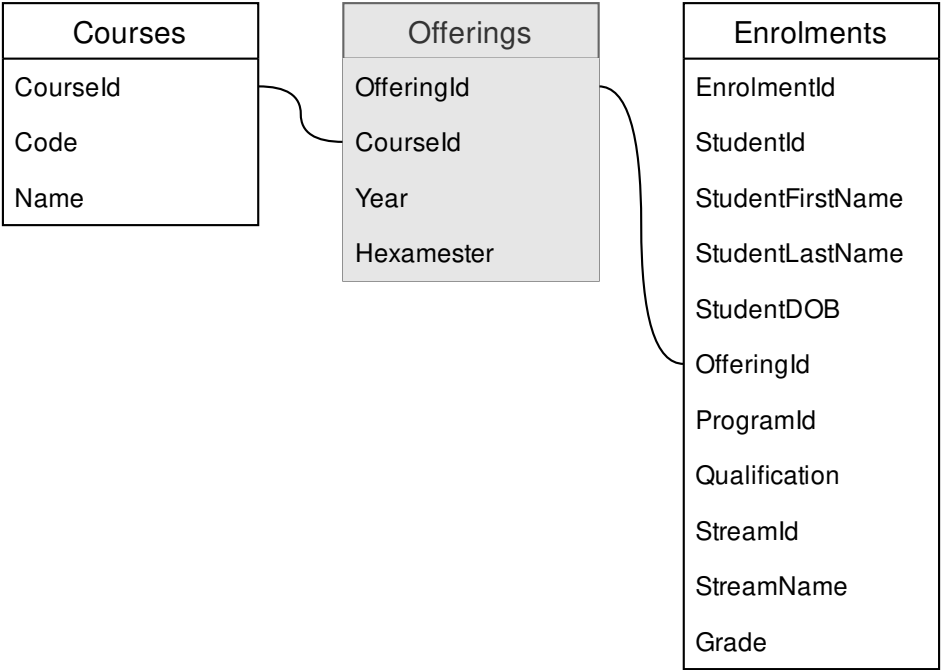 Courses
CourseId
Code
Name
Offerings
OfferingId
CourseId
Year
Hexamester
Enrolments
EnrolmentId
StudentId
StudentFirstName
StudentLastName
StudentDOB
OfferingId
ProgramId
Qualification
StreamId
StreamName
Grade